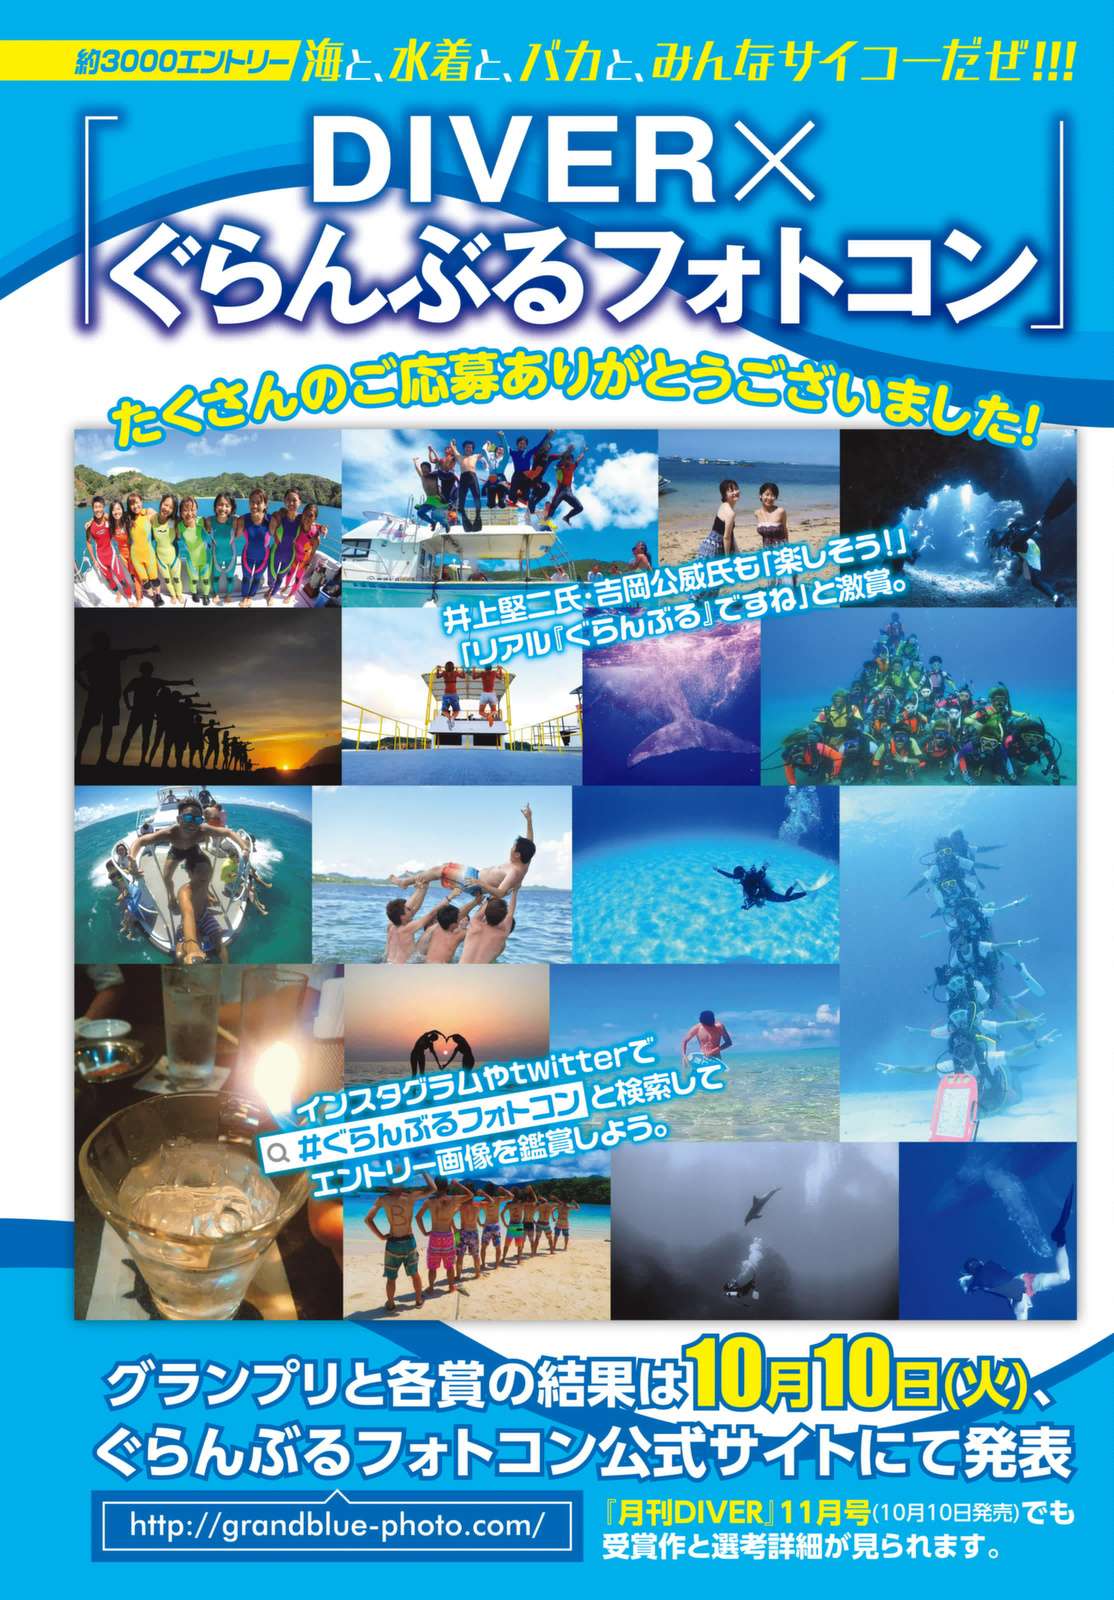 約3000エントリー 海と、水着と、バカと、みんなサイコーだぜ!!!
「DIVER×
ぐらんぶるフォトコン」
たくさんのご応募ありがとうございました!
井上堅二氏・吉岡公威氏も「楽しそう!」
「リアル『ぐらんぶる』ですね」と激賞。
インスタグラムやtwitterで
#ぐらんぶるフォトコン と検索して
エントリー画像を鑑賞しよう。
グランプリと各賞の結果は10月10日(火)、
ぐらんぶるフォトコン公式サイトにて発表
http://grandblue-photo.com/
『月刊DIVER』11月号(10月10日発売)でも
受賞作と選考詳細が見られます。